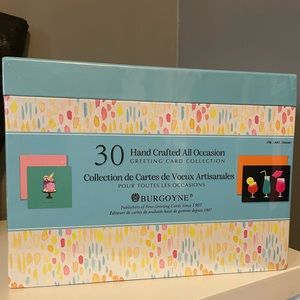 30 Hand Crafted All Occasion
GREETING CARD COLLECTION
Collection de Cartes de Voeux Artisanales
POUR TOUTES LES OCCASIONS
BURGOYNE®
Publishers of Fine Greeting Cards Since 1907
Éditeurs de cartes de souhaits haut de gamme depuis 1907